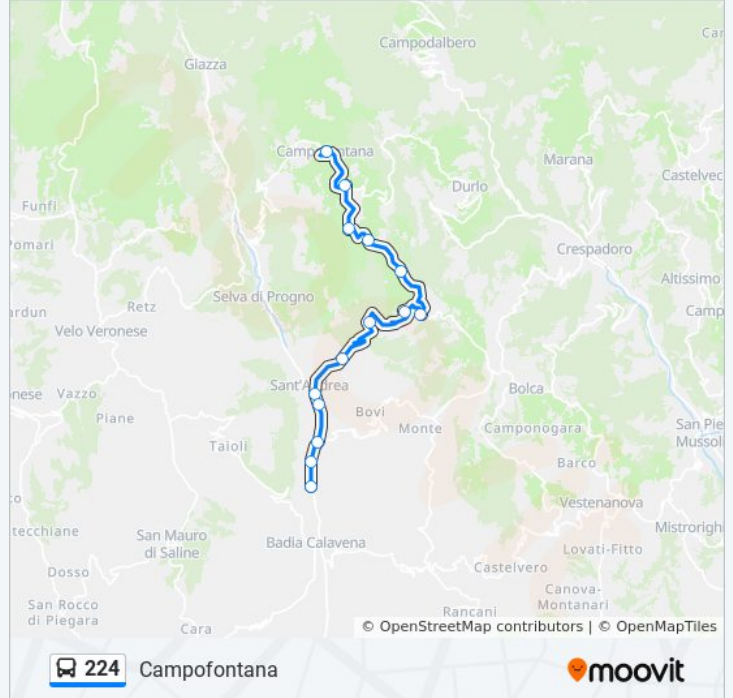 Campodalbero
Car
Giazza
Campofontana
Marana
Castelvec
Durlo
Funfi
Pomari
Crespadoro
Altissimo
Selva di Progno
ardun
Retz
Camp
Velo Veronese
Sant'Andrea
nese
Vazzo
Bolca
Piane
Bovi
Monte
Camponogara
San Pie
Mussol
Taioli
Barco
Vestenanova
tecchiane
San Mauro
di Saline
Badia Calavena
Mistrorigh
Lovati-Fitto
Castelvero
Dosso
Canova-
Montanari
San Rocco
di Piegara
Rancani
Cara
© OpenStreetMap contributors | © OpenMapTiles
224 Campofontana
moovit